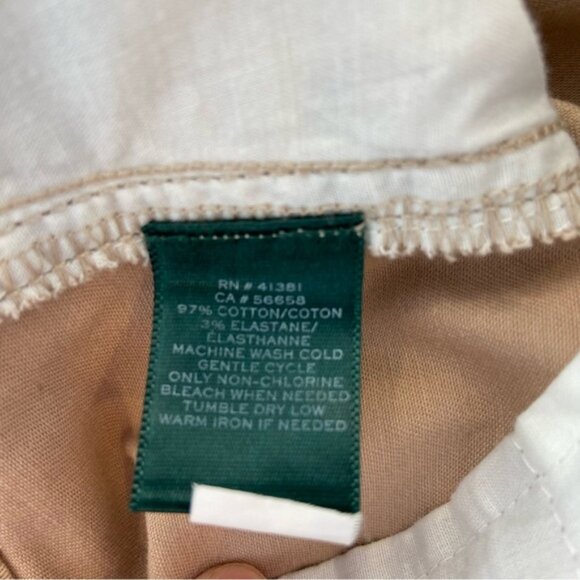 RN # 41381
CA # 56658
97% COTTON/COTON
3% ELASTANE/
ÉLASTHANNE
MACHINE WASH COLD
GENTLE CYCLE
ONLY NON-CHLORINE
BLEACH WHEN NEEDED
TUMBLE DRY LOW
WARM IRON IF NEEDED